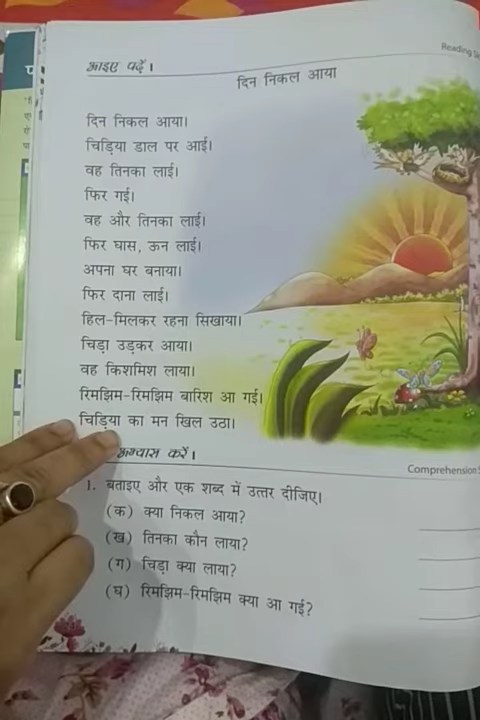 आइए पढ़ें।
Reading
दिन निकल आया
दिन निकल आया।
चिड़िया डाल पर आई।
वह तिनका लाई।
फिर गई।
वह और तिनका लाई।
फिर घास, ऊन लाई।
अपना घर बनाया।
फिर दाना लाई।
हिल-मिलकर रहना सिखाया।
चिड़ा उड़कर आया।
वह किशमिश लाया।
रिमझिम-रिमझिम बारिश आ गई।
चिड़िया का मन खिल उठा।
अभ्यास करें।
Comprehension
1. बताइए और एक शब्द में उत्तर दीजिए।
(क) क्या निकल आया?
(ख) तिनका कौन लाया?
(ग) चिड़ा क्या लाया?
(घ) रिमझिम-रिमझिम क्या आ गई?